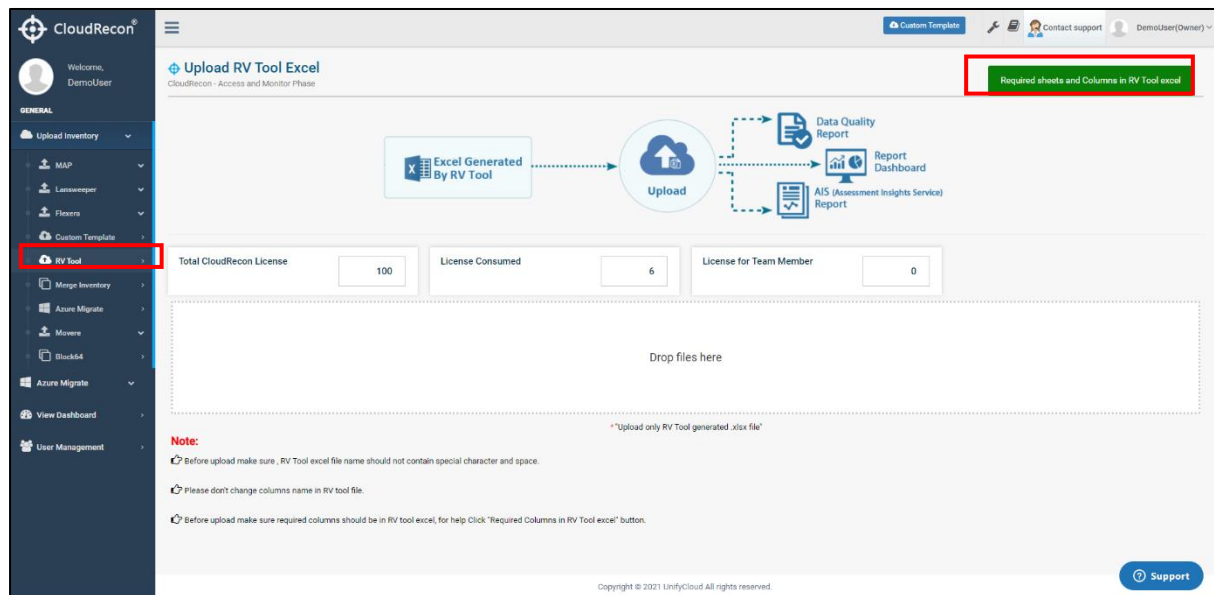 CloudRecon®
Custom Template
Contact support
DemoUser(Owner)
Welcome,
DemoUser
GENERAL
Upload Inventory
MAP
Lansweeper
Flexera
Custom Template
RV Tool
Merge Inventory
Azure Migrate
Movere
Block64
Azure Migrate
View Dashboard
User Management
Upload RV Tool Excel
CloudRecon - Access and Monitor Phase
Required sheets and Columns in RV Tool excel
Excel Generated
By RV Tool
Upload
Data Quality
Report
Report
Dashboard
AIS (Assessment Insights Service)
Report
Total CloudRecon License
100
License Consumed
6
License for Team Member
0
Drop files here
*"Upload only RV Tool generated .xlsx file"
Note:
Before upload make sure , RV Tool excel file name should not contain special character and space.
Please don't change columns name in RV tool file.
Before upload make sure required columns should be in RV tool excel, for help Click "Required Columns in RV Tool excel" button.
Copyright © 2021 UnifyCloud All rights reserved.
Support